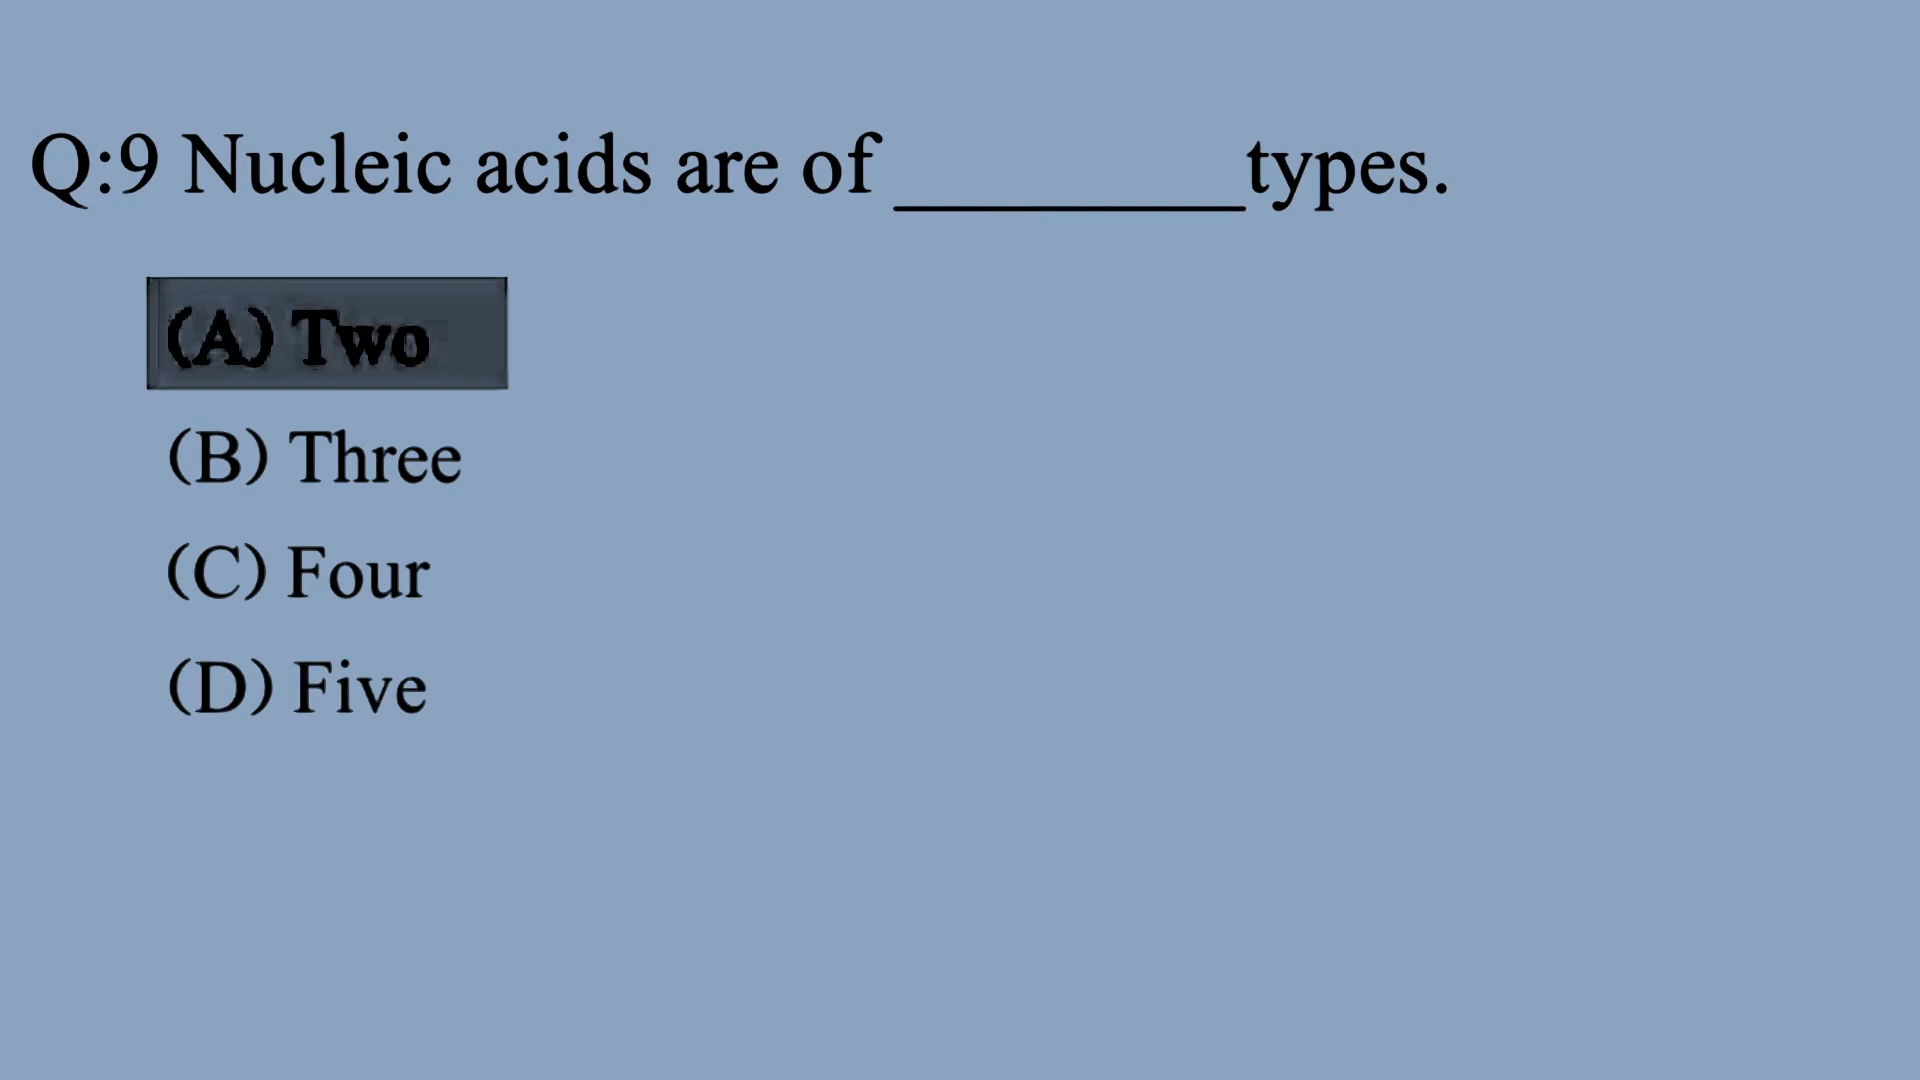 Q:9 Nucleic acids are of _________types.
(A) Two
(B) Three
(C) Four
(D) Five